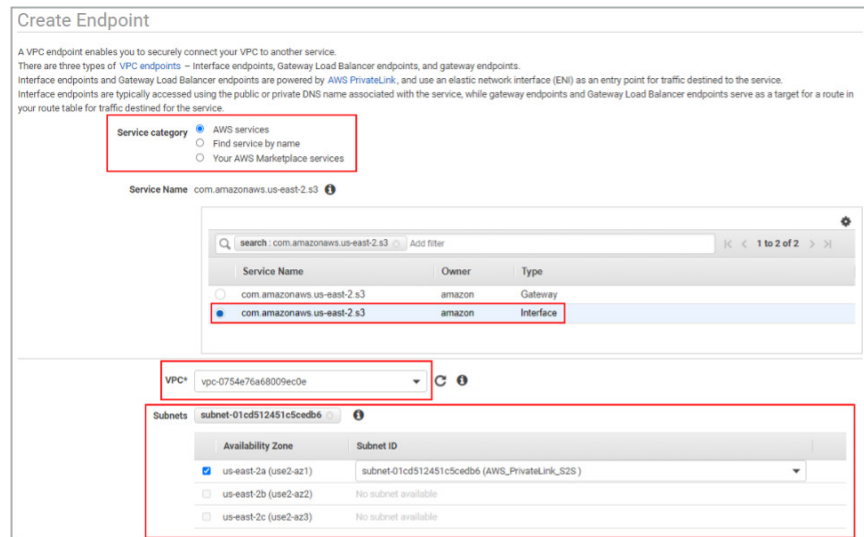 Create Endpoint
A VPC endpoint enables you to securely connect your VPC to another service.
There are three types of VPC endpoints – Interface endpoints, Gateway Load Balancer endpoints, and gateway endpoints.
Interface endpoints and Gateway Load Balancer endpoints are powered by AWS PrivateLink, and use an elastic network interface (ENI) as an entry point for traffic destined to the service.
Interface endpoints are typically accessed using the public or private DNS name associated with the service, while gateway endpoints and Gateway Load Balancer endpoints serve as a target for a route in
your route table for traffic destined for the service.
Service category AWS services
Find service by name
Your AWS Marketplace services
Service Name com.amazonaws.us-east-2.s3
search : com.amazonaws.us-east-2.s3 Add filter 1 to 2 of 2
Service Name Owner Type
com.amazonaws.us-east-2.s3 amazon Gateway
com.amazonaws.us-east-2.s3 amazon Interface
VPC* vpc-0754e76a68009ec0e
Subnets subnet-01cd512451c5cedb6
Availability Zone Subnet ID
us-east-2a (use2-az1) subnet-01cd512451c5cedb6 (AWS_PrivateLink_S2S )
us-east-2b (use2-az2) No subnet available
us-east-2c (use2-az3) No subnet available